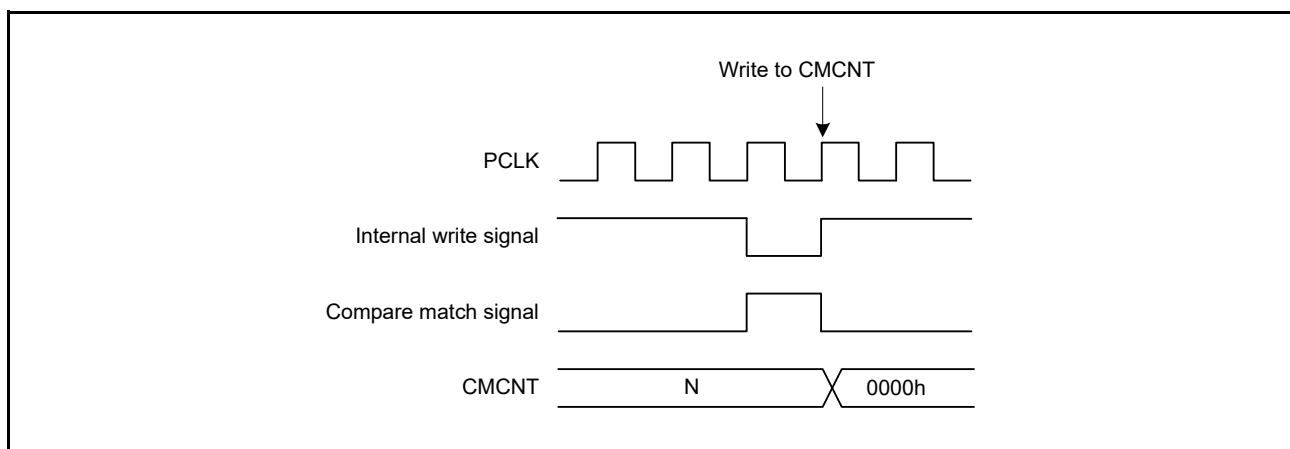 Write to CMCNT
PCLK
Internal write signal
Compare match signal
CMCNT
N
0000h